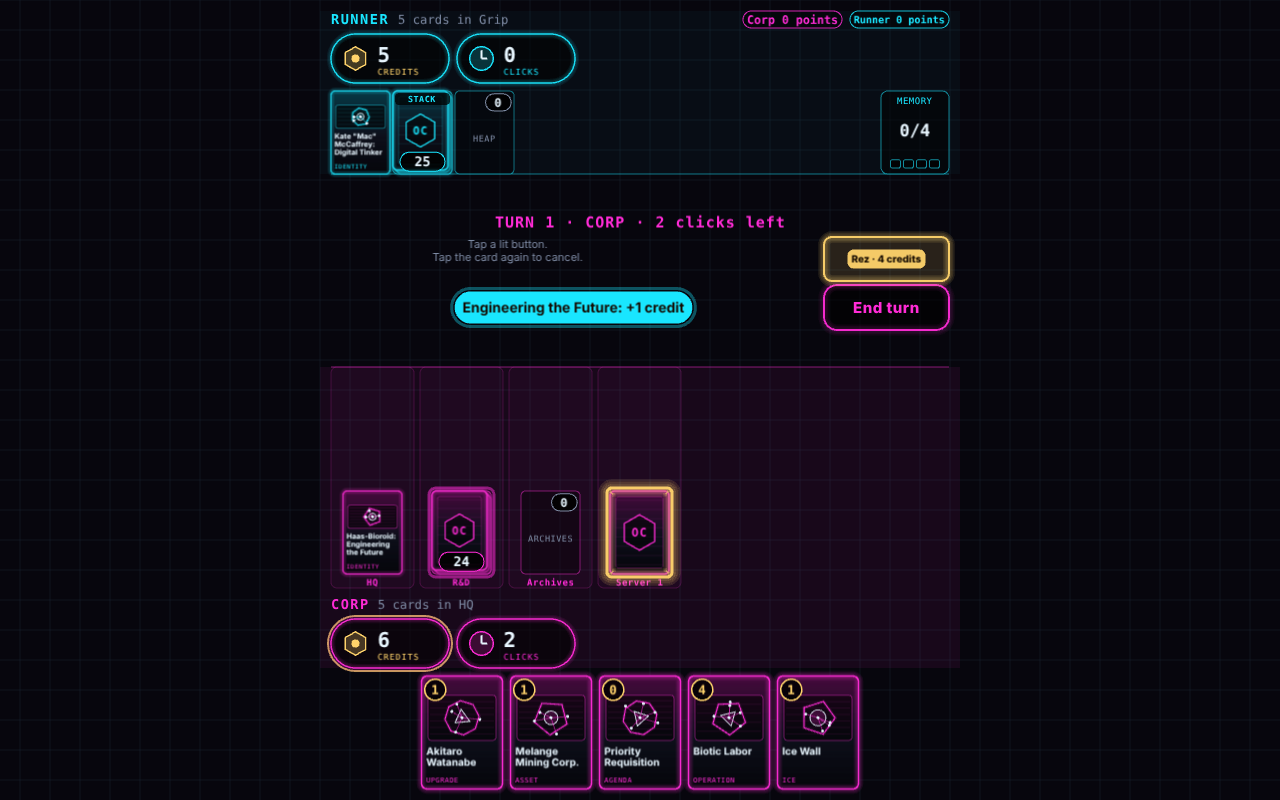 RUNNER 5 cards in Grip
Corp 0 points
Runner 0 points
5
CREDITS
0
CLICKS
Kate "Mac"
McCaffrey:
Digital Tinker
IDENTITY
STACK
OC
25
0
HEAP
MEMORY
0/4
TURN 1 · CORP · 2 clicks left
Tap a lit button.
Tap the card again to cancel.
Rez · 4 credits
Engineering the Future: +1 credit
End turn
Haas-Bioroid:
Engineering
the Future
IDENTITY
HQ
OC
24
R&D
0
ARCHIVES
Archives
OC
Server 1
CORP 5 cards in HQ
6
CREDITS
2
CLICKS
1
Akitaro
Watanabe
UPGRADE
1
Melange
Mining Corp.
ASSET
0
Priority
Requisition
AGENDA
4
Biotic Labor
OPERATION
1
Ice Wall
ICE